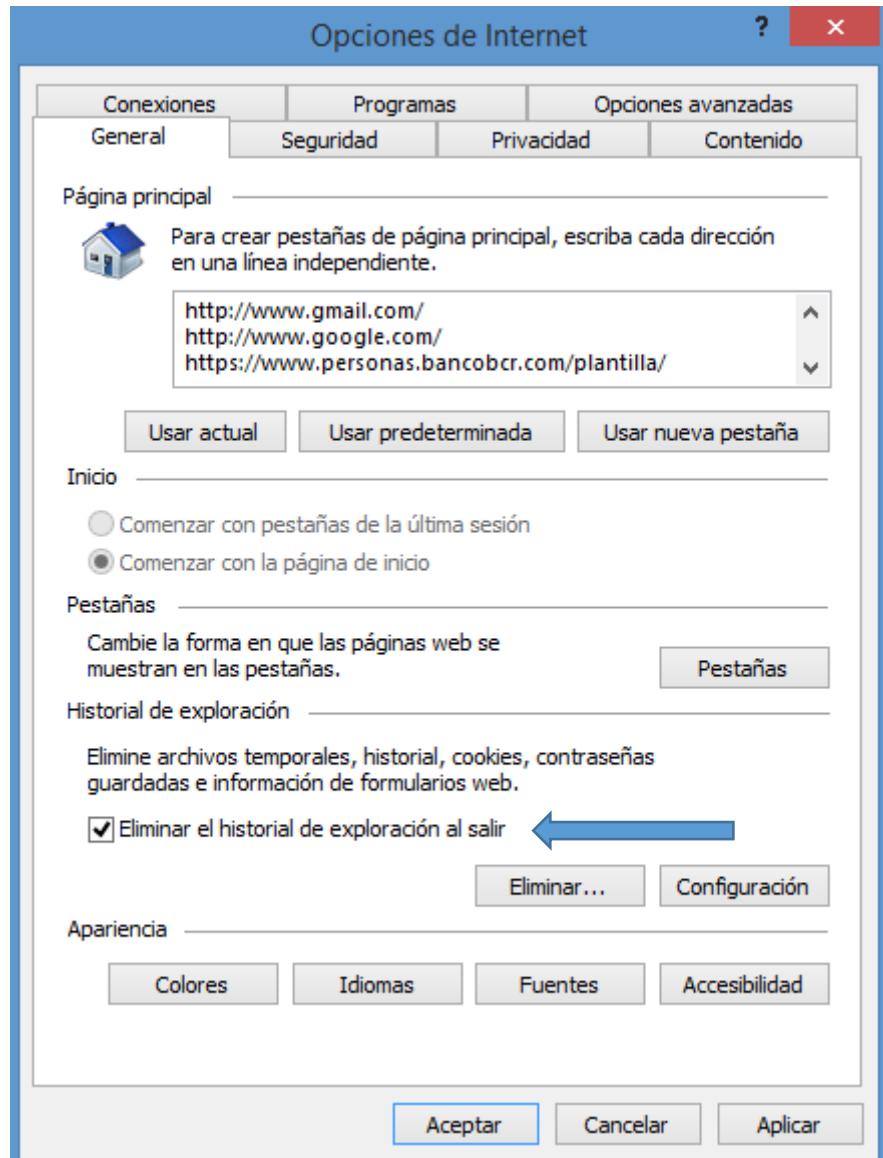 Opciones de Internet
?
Conexiones
Programas
Opciones avanzadas
General
Seguridad
Privacidad
Contenido
Página principal
Para crear pestañas de página principal, escriba cada dirección
en una línea independiente.
http://www.gmail.com/
http://www.google.com/
https://www.personas.bancobcr.com/plantilla/
Usar actual
Usar predeterminada
Usar nueva pestaña
Inicio
Comenzar con pestañas de la última sesión
Comenzar con la página de inicio
Pestañas
Cambie la forma en que las páginas web se
muestran en las pestañas.
Pestañas
Historial de exploración
Elimine archivos temporales, historial, cookies, contraseñas
guardadas e información de formularios web.
Eliminar el historial de exploración al salir
Eliminar...
Configuración
Apariencia
Colores
Idiomas
Fuentes
Accesibilidad
Aceptar
Cancelar
Aplicar